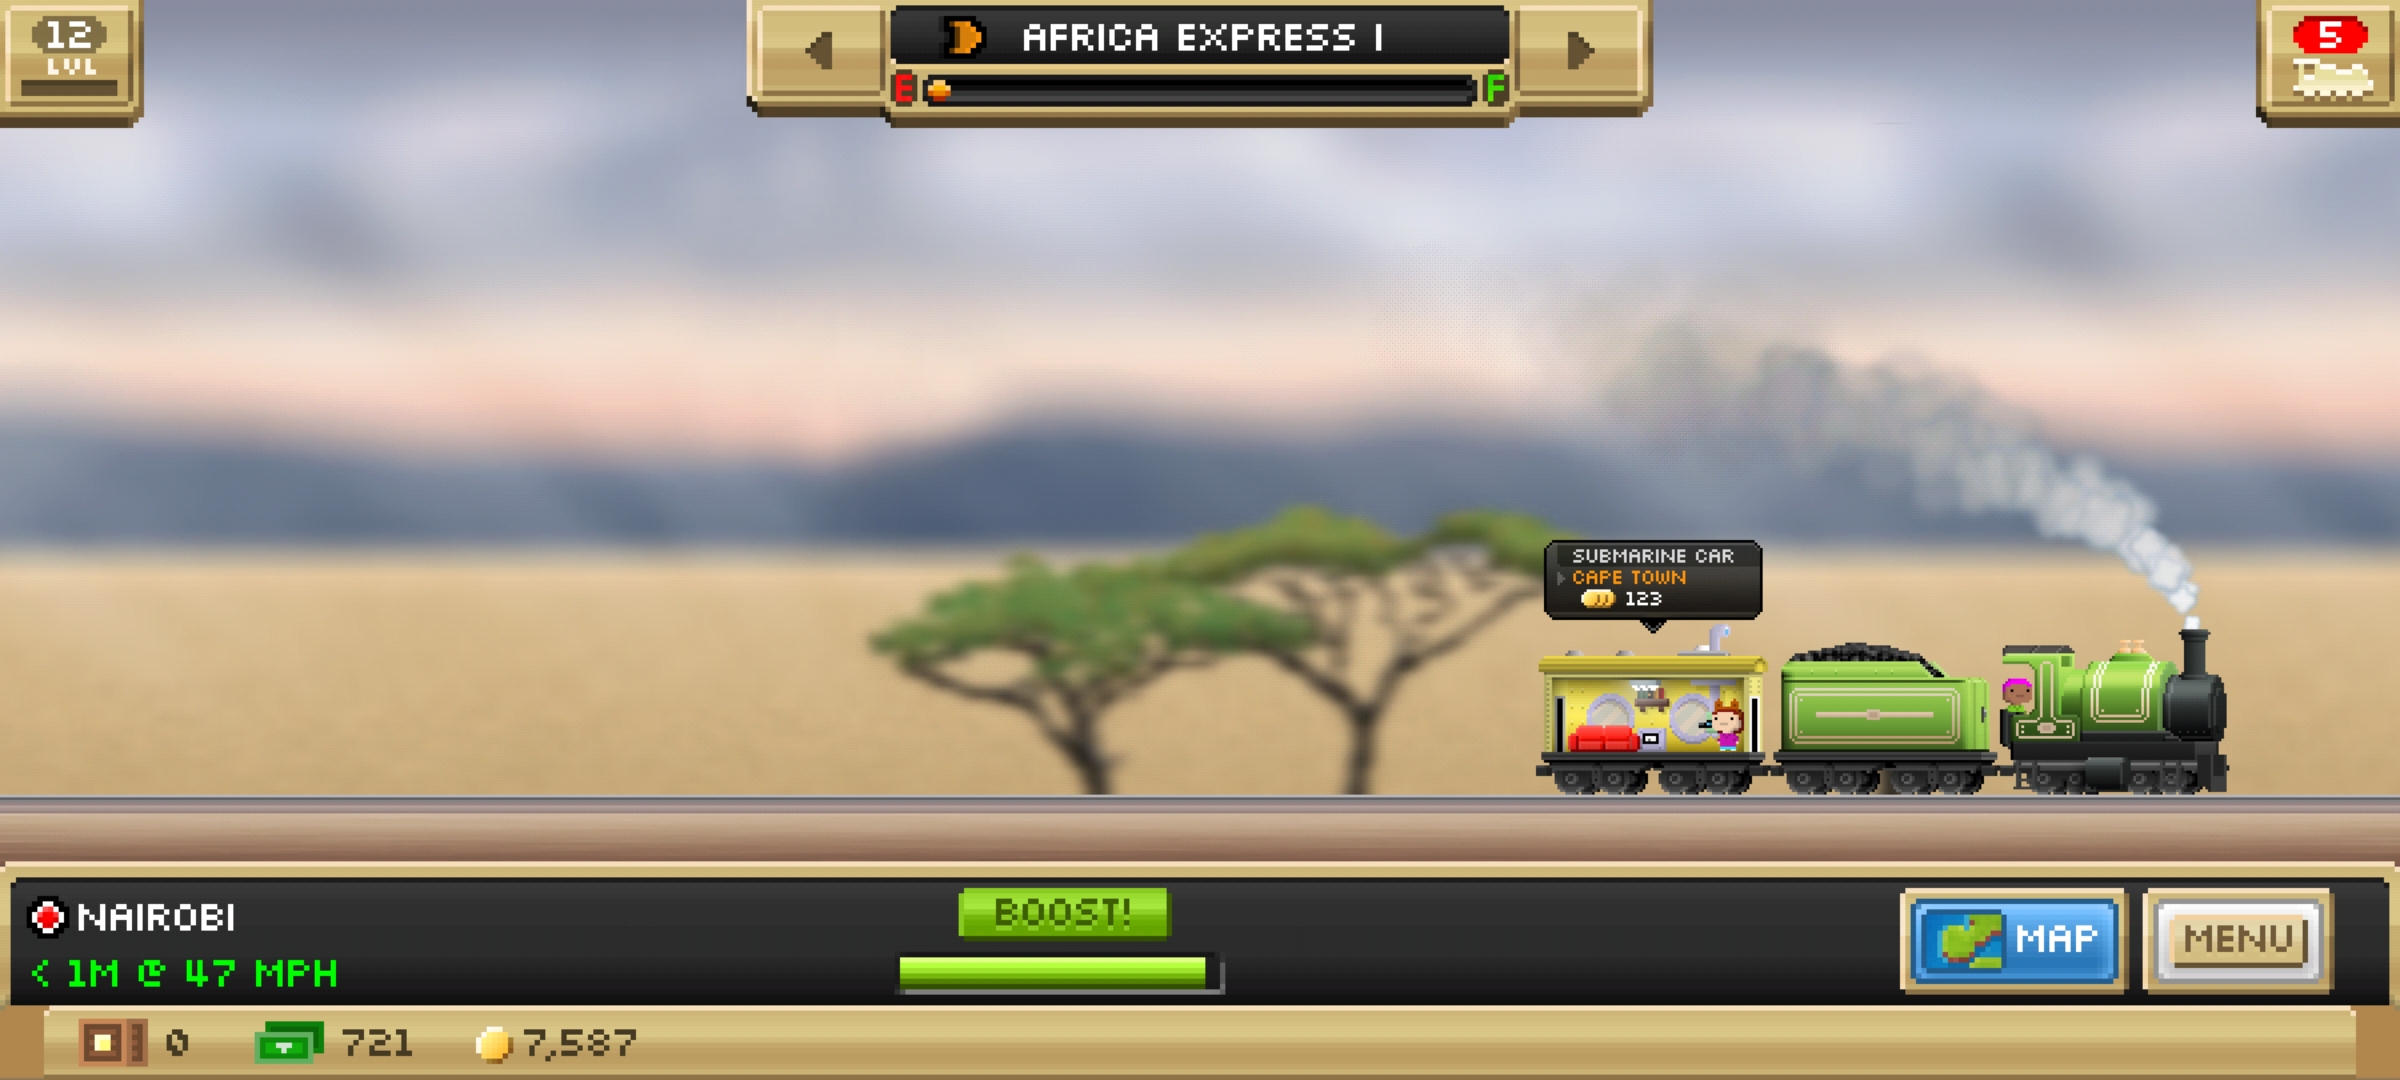 12
LVL
AFRICA EXPRESS I
E F
5
SUBMARINE CAR
CAPE TOWN
123
NAIROBI
< 1M @ 47 MPH
BOOST!
MAP
MENU
0 721 7,587